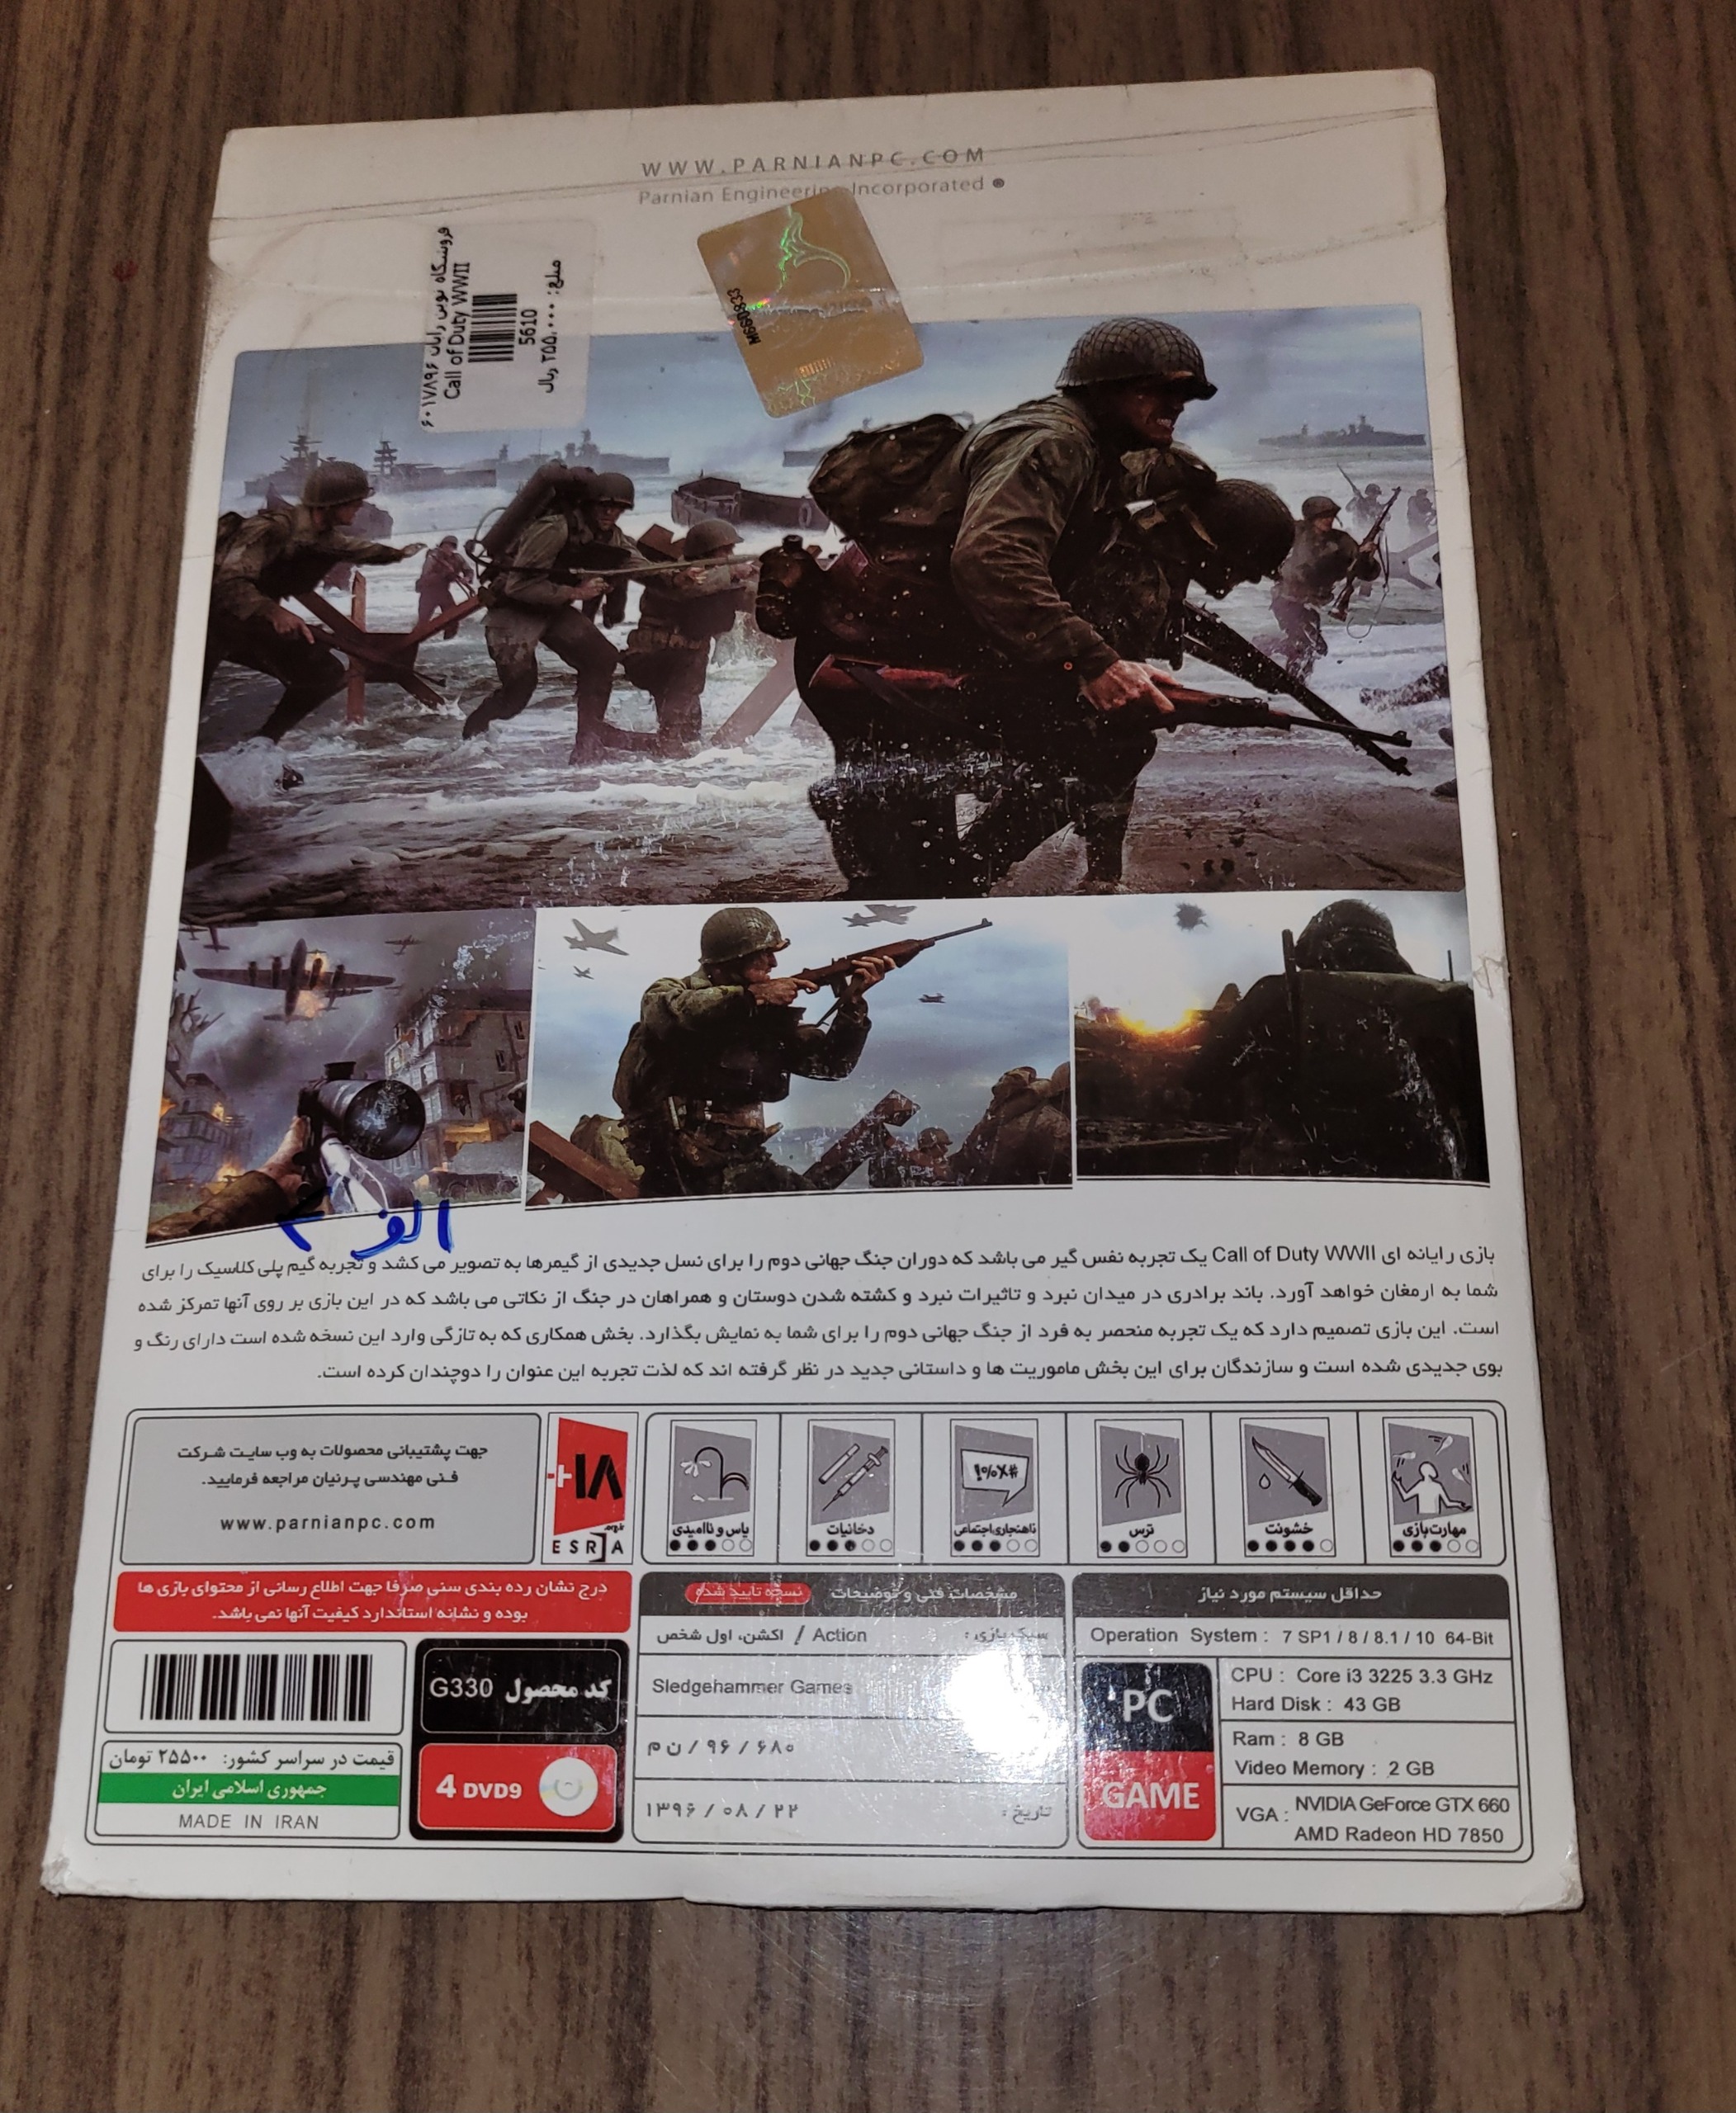 WWW.PARNIANPC.COM
Parnian Engineering Incorporated
فروشگاه نوین رایان ۶۰۱۷۸۹۶
Call of Duty WWII
5610
مبلغ: ۲۵۵،۰۰۰ ریال
M660833
الف ۲
بازی رایانه ای Call of Duty WWII یک تجربه نفس گیر می باشد که دوران جنگ جهانی دوم را برای نسل جدیدی از گیمرها به تصویر می کشد و تجربه گیم پلی کلاسیک را برای
شما به ارمغان خواهد آورد. باند برادری در میدان نبرد و تاثیرات نبرد و کشته شدن دوستان و همراهان در جنگ از نکاتی می باشد که در این بازی بر روی آنها تمرکز شده
است. این بازی تصمیم دارد که یک تجربه منحصر به فرد از جنگ جهانی دوم را برای شما به نمایش بگذارد. بخش همکاری که به تازگی وارد این نسخه شده است دارای رنگ و
بوی جدیدی شده است و سازندگان برای این بخش ماموریت ها و داستانی جدید در نظر گرفته اند که لذت تجربه این عنوان را دوچندان کرده است.
مهارت بازی
خشونت
ترس
!%X#
ناهنجاری اجتماعی
دخانیات
یاس و ناامیدی
+۱۸
ESRA
جهت پشتیبانی محصولات به وب سایت شرکت
فنی مهندسی پرنیان مراجعه فرمایید.
www.parnianpc.com
حداقل سیستم مورد نیاز
Operation System : 7 SP1 / 8 / 8.1 / 10 64-Bit
PC
GAME
CPU : Core i3 3225 3.3 GHz
Hard Disk : 43 GB
Ram : 8 GB
Video Memory : 2 GB
VGA : NVIDIA GeForce GTX 660
AMD Radeon HD 7850
مشخصات فنی و توضیحات نسخه تایید شده
سبک بازی : Action / اکشن، اول شخص
Sledgehammer Games
۶۸۰ / ۹۶ / ن م
تاریخ : ۱۳۹۶ / ۰۸ / ۲۲
درج نشان رده بندی سنی صرفا جهت اطلاع رسانی از محتوای بازی ها
بوده و نشانه استاندارد کیفیت آنها نمی باشد.
کد محصول G330
4 DVD9
قیمت در سراسر کشور: ۲۵۵۰۰ تومان
جمهوری اسلامی ایران
MADE IN IRAN